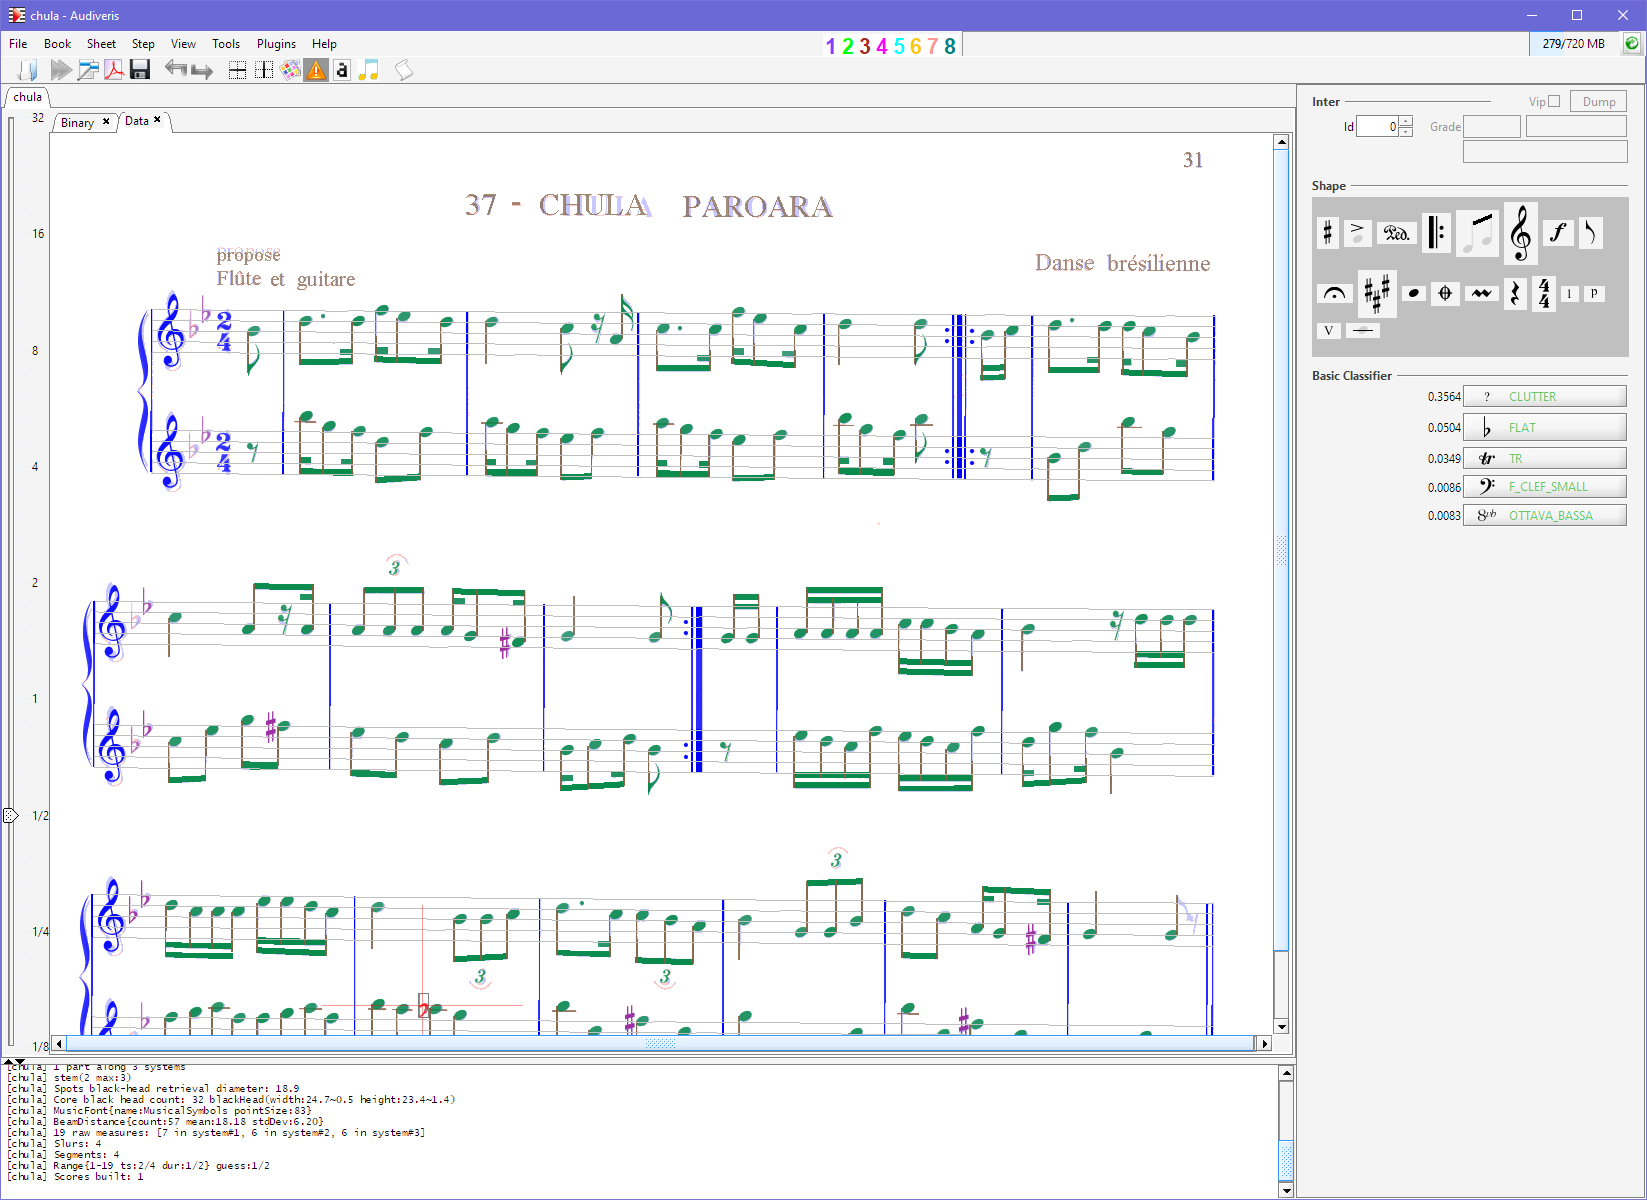 chula - Audiveris
File Book Sheet Step View Tools Plugins Help
1 2 3 4 5 6 7 8
279/720 MB
chula
Binary
Data
32
16
8
4
2
1
1/2
1/4
1/8
31
37 - CHULA PAROARA
propose
Flûte et guitare
Danse brésilienne
2
4
2
4
3
3
3
3
2
Inter
Vip
Dump
Id
0
Grade
Shape
Basic Classifier
0.3564 ? CLUTTER
0.0504 FLAT
0.0349 tr TR
0.0086 F_CLEF_SMALL
0.0083 8vb OTTAVA_BASSA
[chula] 1 part along 3 systems
[chula] stem(2 max:3)
[chula] Spots black-head retrieval diameter: 18.9
[chula] Core black head count: 32 blackHead(width:24.7~0.5 height:23.4~1.4)
[chula] MusicFont{name:MusicalSymbols pointSize:83}
[chula] BeamDistance{count:57 mean:18.18 stdDev:6.20}
[chula] 19 raw measures: [7 in system#1, 6 in system#2, 6 in system#3]
[chula] Slurs: 4
[chula] Segments: 4
[chula] Range{1-19 ts:2/4 dur:1/2} guess:1/2
[chula] Scores built: 1